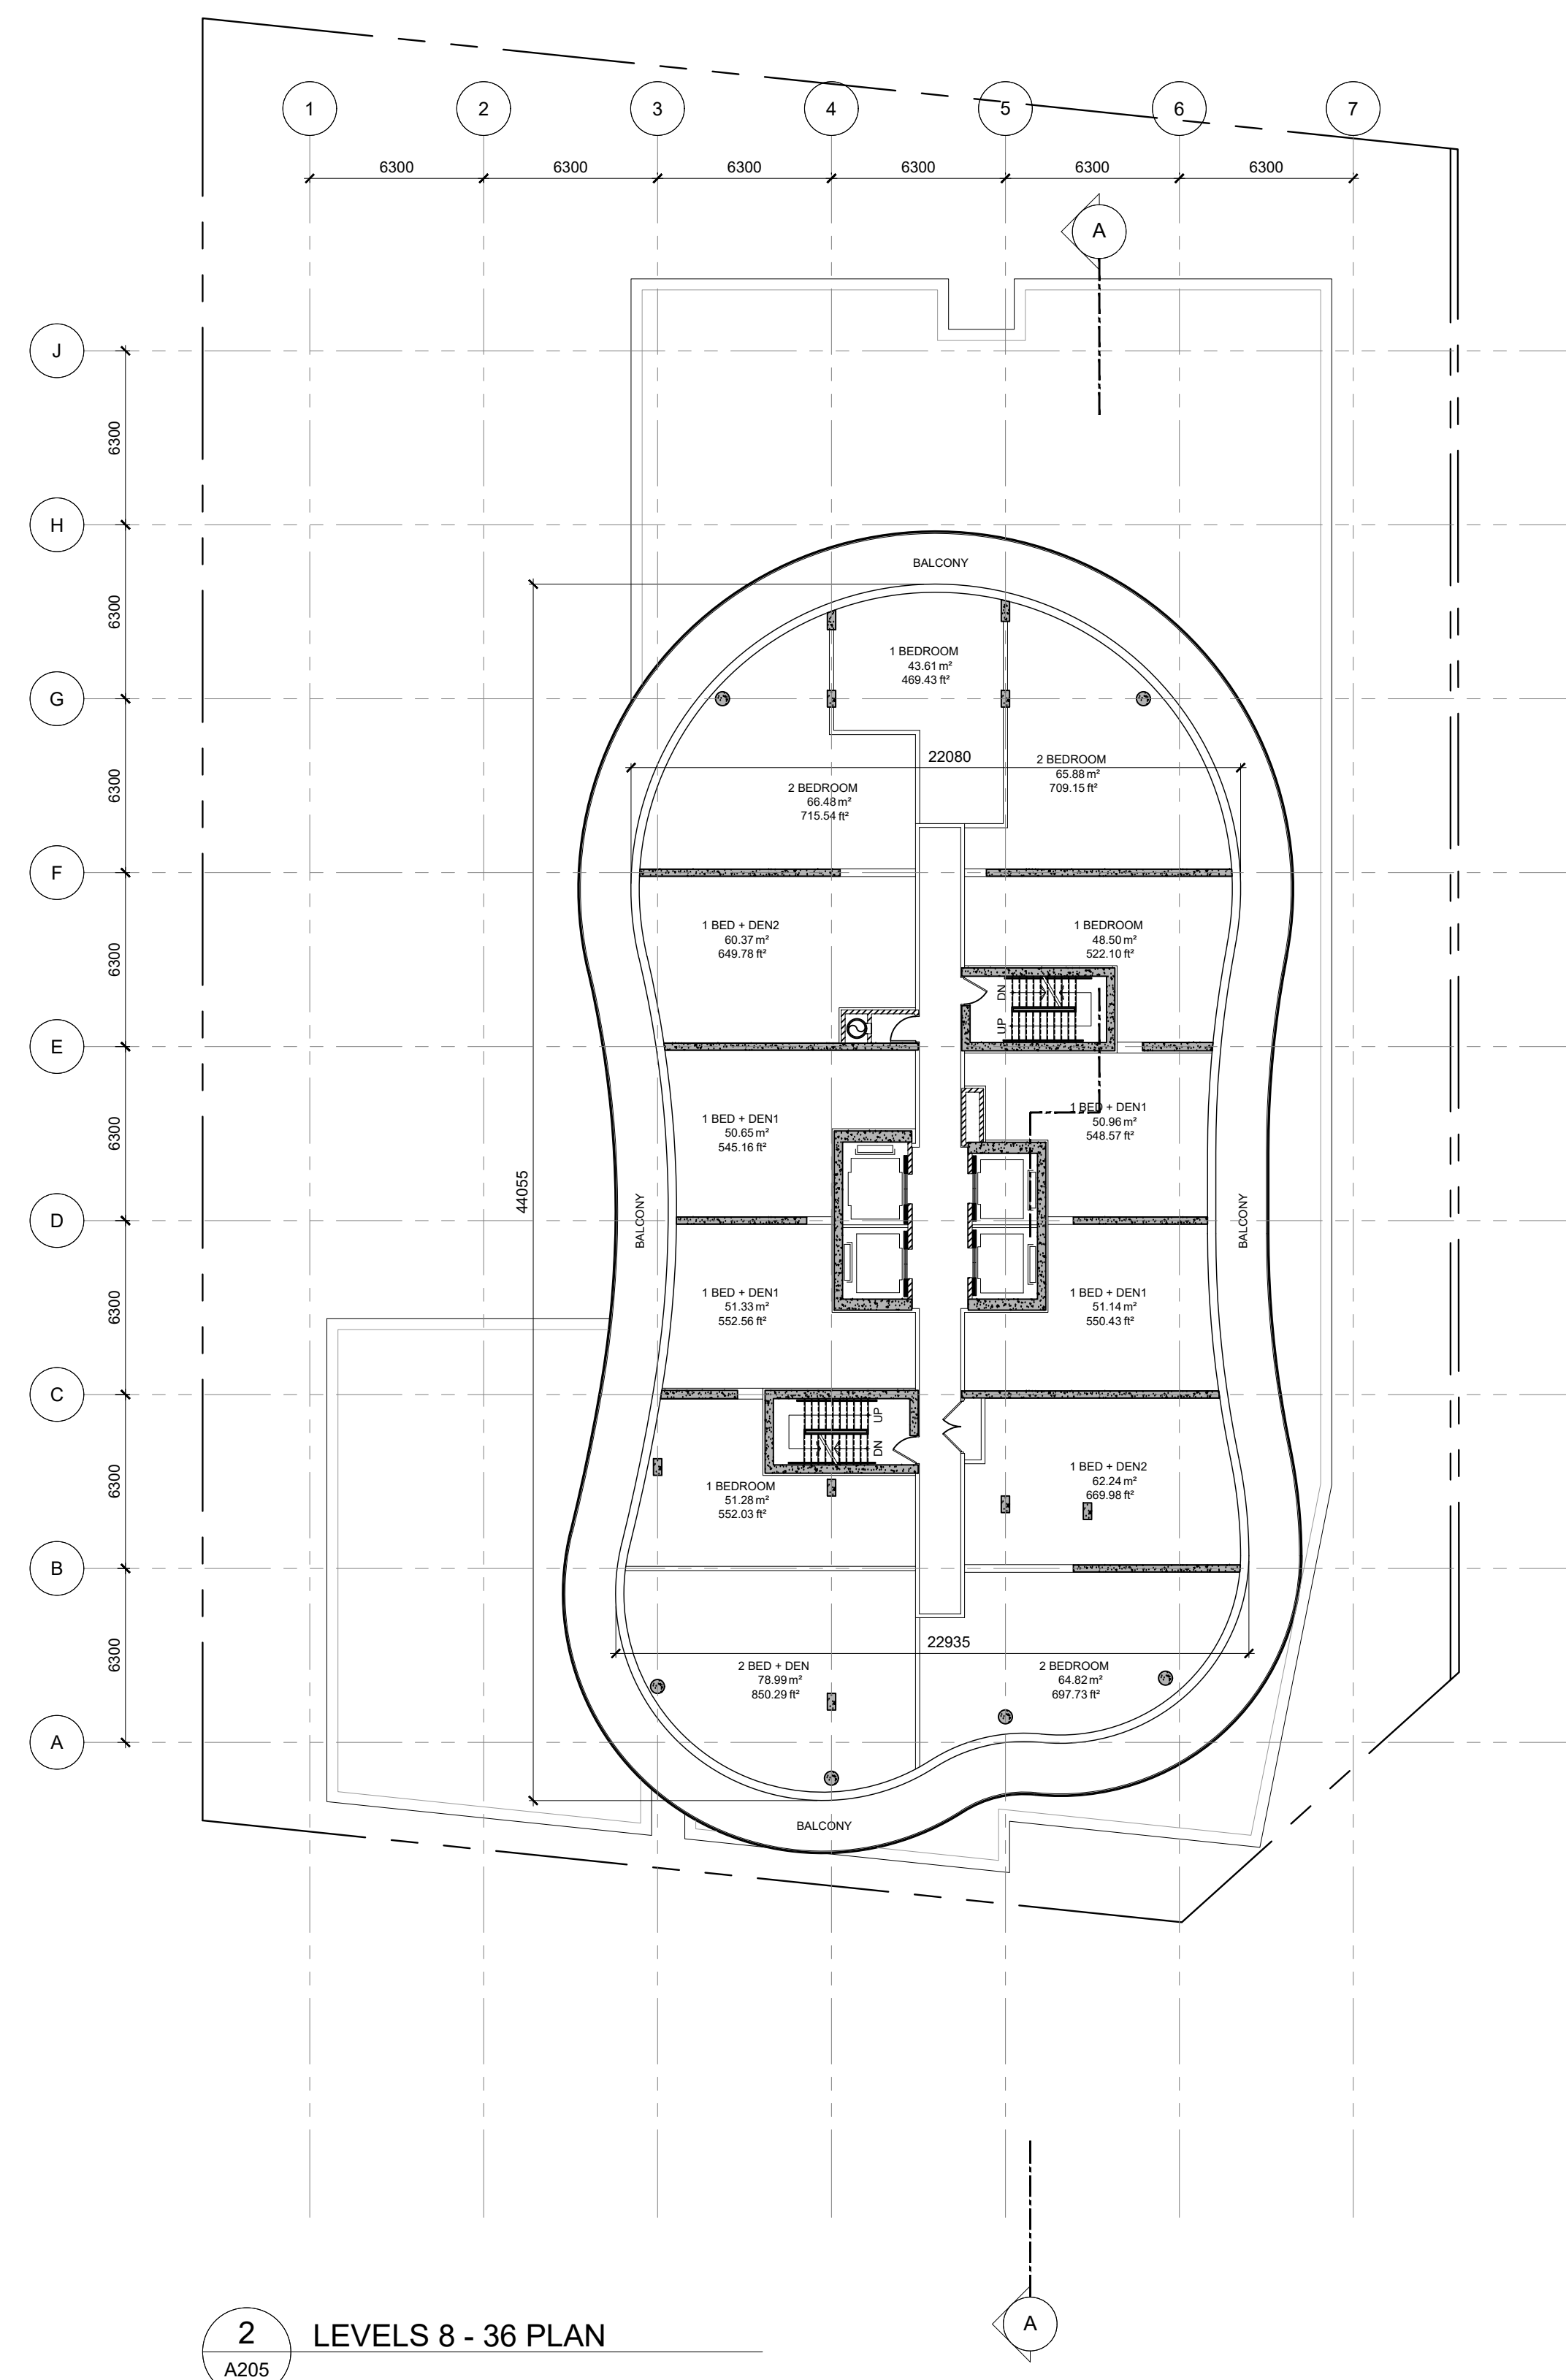 1 2 3 4 5 6 7
6300 6300 6300 6300 6300 6300
A
J
6300
H
BALCONY
6300
1 BEDROOM
43.61 m²
469.43 ft²
G
22080
2 BEDROOM
65.88 m²
709.15 ft²
6300
2 BEDROOM
66.48 m²
715.54 ft²
F
1 BED + DEN2
60.37 m²
649.78 ft²
1 BEDROOM
48.50 m²
522.10 ft²
6300
DN
UP
E
1 BED + DEN1
50.65 m²
545.16 ft²
1 BED + DEN1
50.96 m²
548.57 ft²
6300
44055
BALCONY
BALCONY
D
1 BED + DEN1
51.33 m²
552.56 ft²
1 BED + DEN1
51.14 m²
550.43 ft²
6300
C
UP
DN
1 BEDROOM
51.28 m²
552.03 ft²
1 BED + DEN2
62.24 m²
669.98 ft²
6300
B
22935
2 BED + DEN
78.99 m²
850.29 ft²
2 BEDROOM
64.82 m²
697.73 ft²
6300
A
BALCONY
A
2
A205
LEVELS 8 - 36 PLAN